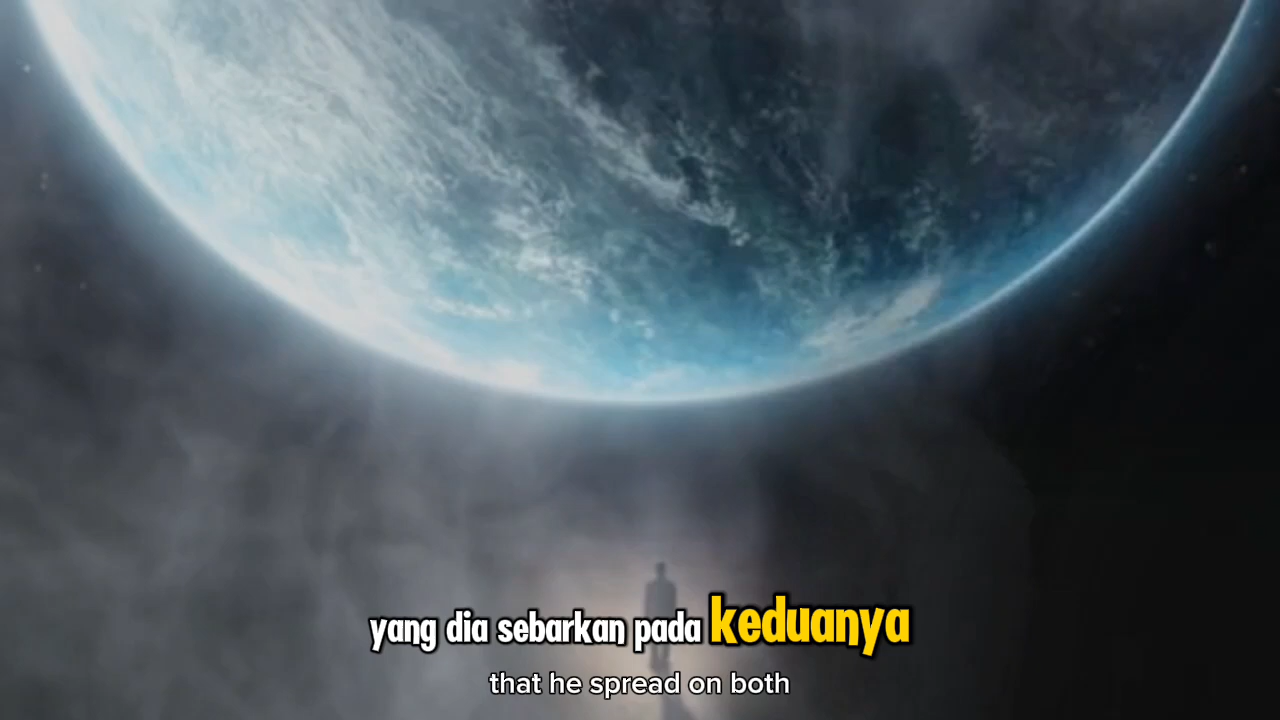 yang dia sebarkan pada keduanya
that he spread on both